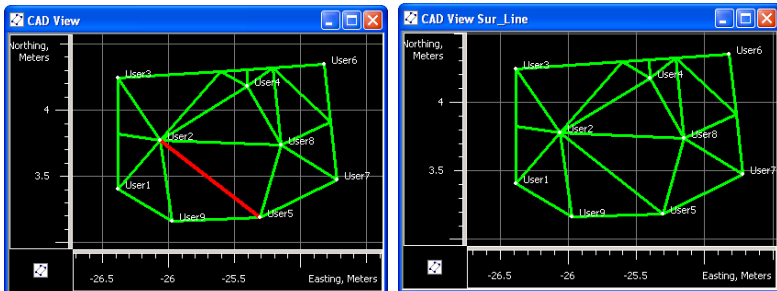 CAD View
Northing,
Meters
User3
User6
User4
4
User2
User8
3.5
User1
User7
User9
User5
-26.5
-26
-25.5
Easting, Meters
CAD View Sur_Line
Northing,
Meters
User6
User3
User4
4
User2
User8
3.5
User7
User1
User9
User5
-26.5
-26
-25.5
Easting, Meters